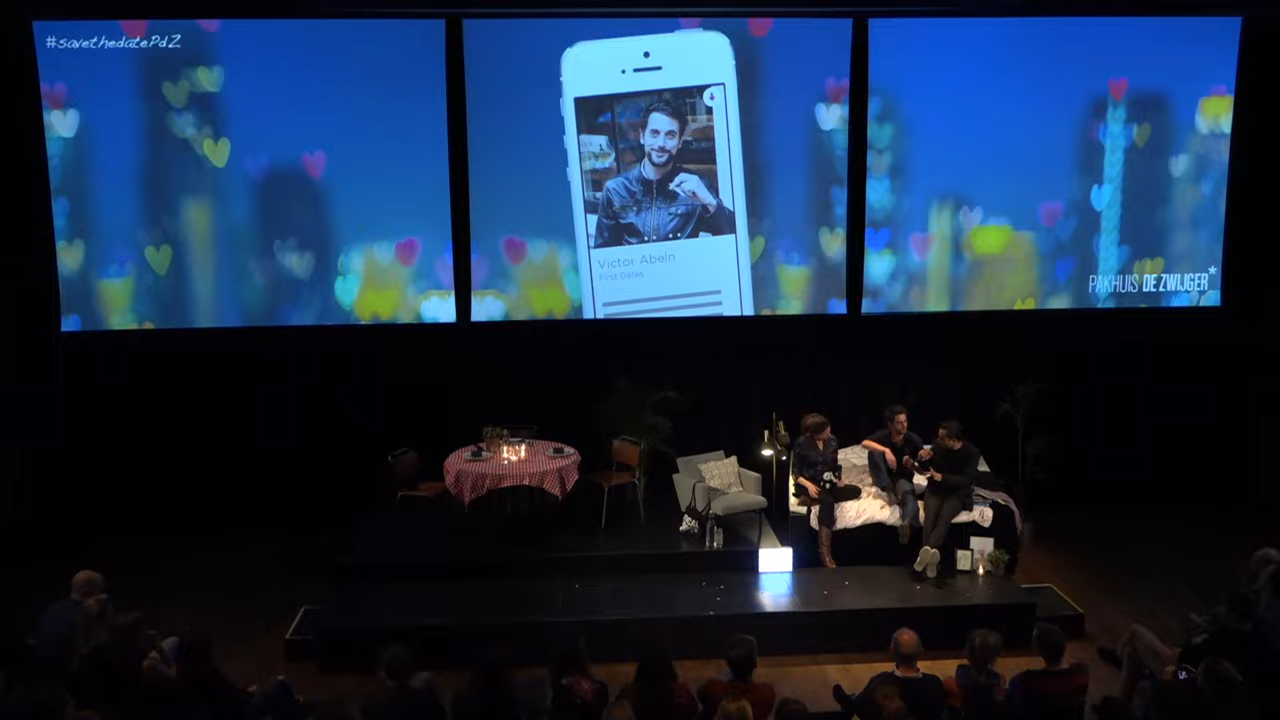 #savethedatePdZ
Victor Abeln
First Dates
PAKHUIS DE ZWIJGER*